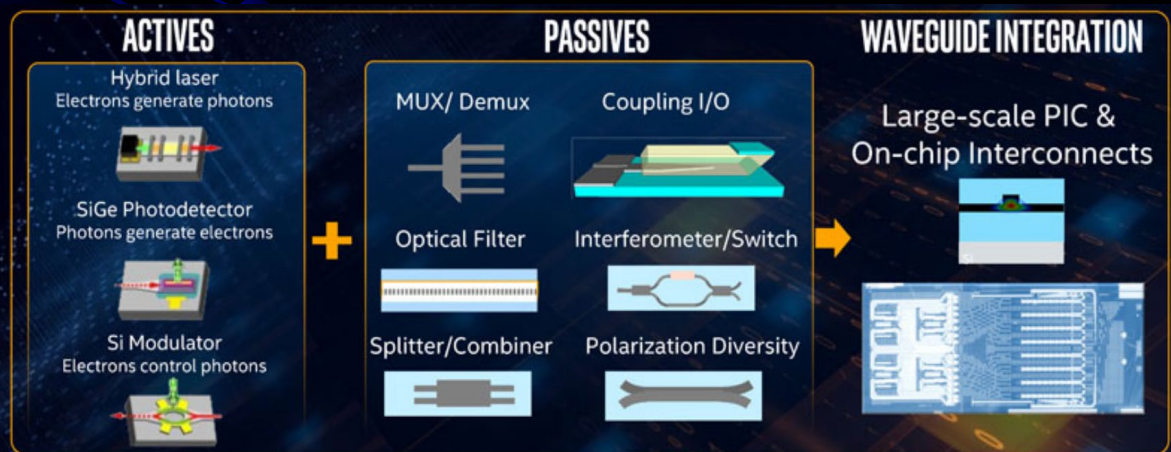 ACTIVES
Hybrid laser
Electrons generate photons
SiGe Photodetector
Photons generate electrons
Si Modulator
Electrons control photons
PASSIVES
MUX/ Demux
Coupling I/O
Optical Filter
Interferometer/Switch
Splitter/Combiner
Polarization Diversity
WAVEGUIDE INTEGRATION
Large-scale PIC &
On-chip Interconnects